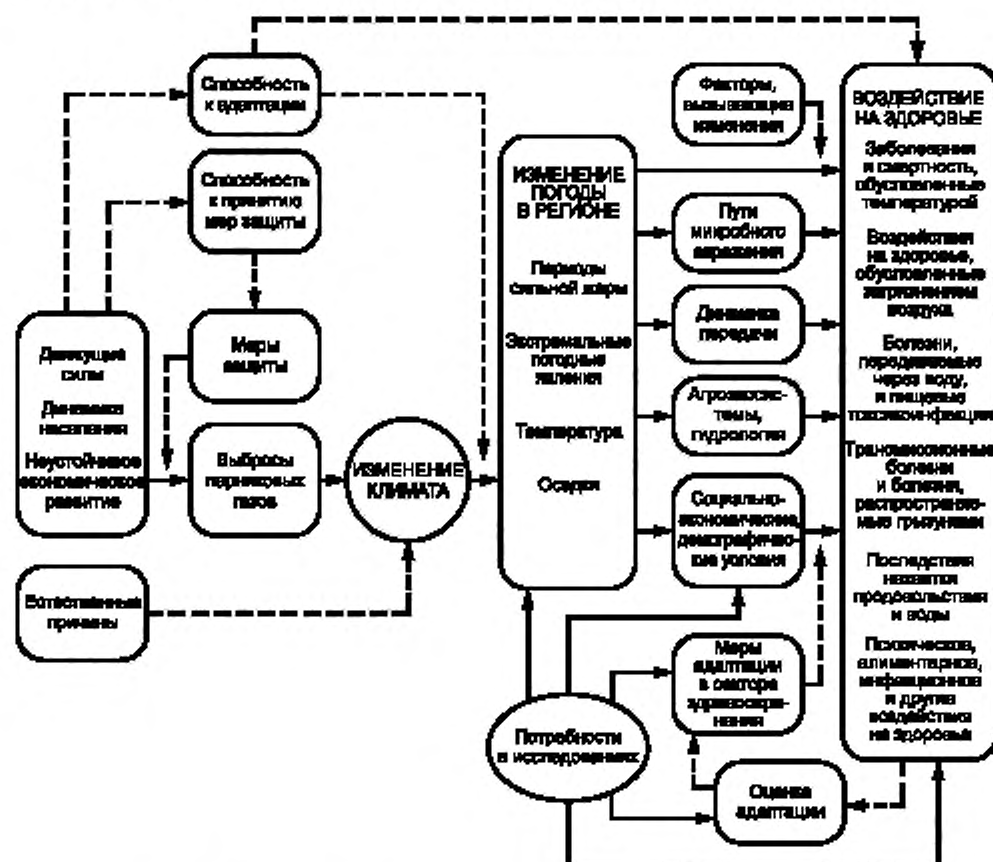 Способность
к адаптации
Способность
к принятию
мер защиты
Движущие
силы
Динамика
населения
Неустойчивое
экономическое
развитие
Меры
защиты
Выбросы
парниковых
газов
Естественные
причины
ИЗМЕНЕНИЕ
КЛИМАТА
ИЗМЕНЕНИЕ
ПОГОДЫ
В РЕГИОНЕ
Периоды
сильной жары
Экстремальные
погодные
явления
Температура
Осадки
Факторы,
вызывающие
изменения
Пути
микробного
заражения
Динамика
передачи
Агроэкосис-
темы,
гидрология
Социально-
экономические,
демографичес-
кие условия
Меры
адаптации
в секторе
здравоохра-
нения
Потребности
в исследованиях
Оценка
адаптации
ВОЗДЕЙСТВИЕ
НА ЗДОРОВЬЕ
Заболевания
и смертность,
обусловленные
температурой
Воздействия
на здоровье,
обусловленные
загрязнением
воздуха
Болезни,
передаваемые
через воду,
и пищевые
токсикоинфекции
Трансмиссионные
болезни
и болезни,
распространяе-
мые грызунами
Последствия
нехватки
продовольствия
и воды
Психические,
алиментарные,
инфекционные
и другие
воздействия
на здоровье